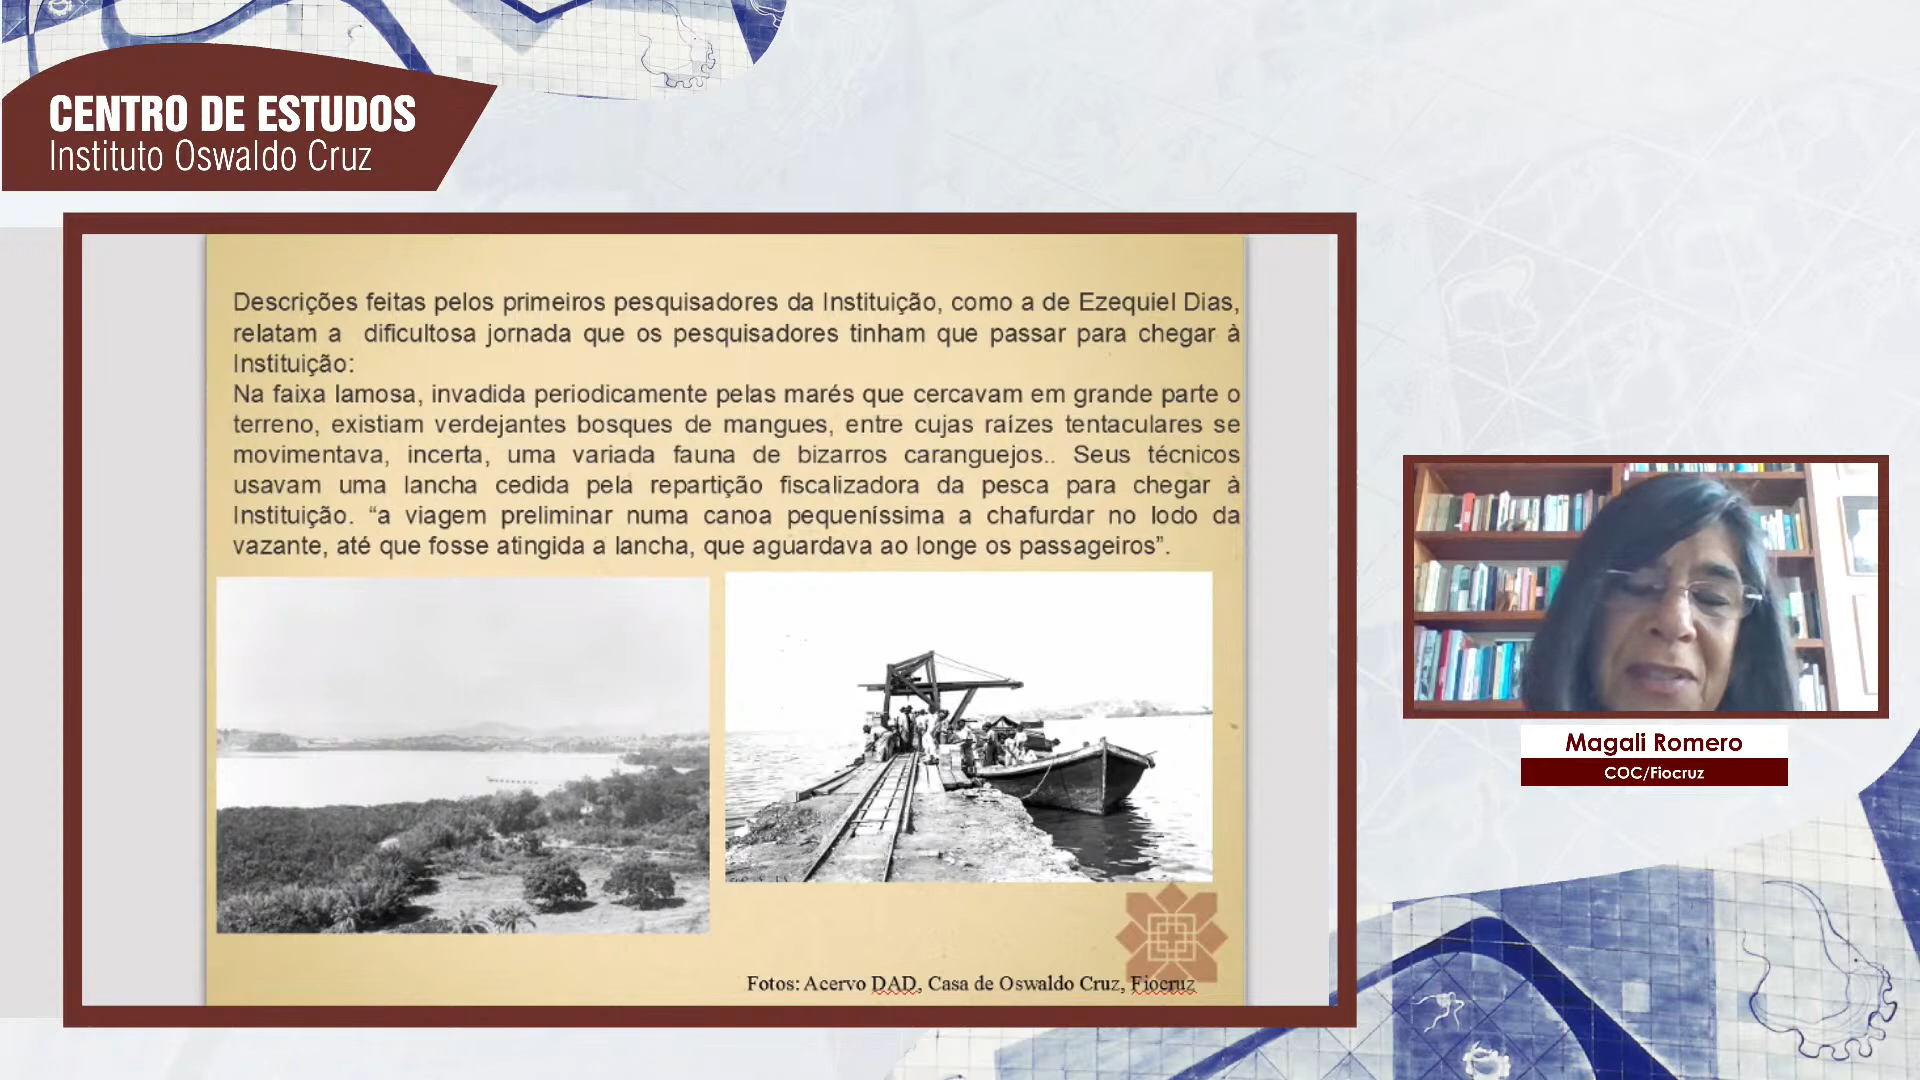 CENTRO DE ESTUDOS
Instituto Oswaldo Cruz
Descrições feitas pelos primeiros pesquisadores da Instituição, como a de Ezequiel Dias,
relatam a dificultosa jornada que os pesquisadores tinham que passar para chegar à
Instituição:
Na faixa lamosa, invadida periodicamente pelas marés que cercavam em grande parte o
terreno, existiam verdejantes bosques de mangues, entre cujas raízes tentaculares se
movimentava, incerta, uma variada fauna de bizarros caranguejos.. Seus técnicos
usavam uma lancha cedida pela repartição fiscalizadora da pesca para chegar à
Instituição. “a viagem preliminar numa canoa pequeníssima a chafurdar no lodo da
vazante, até que fosse atingida a lancha, que aguardava ao longe os passageiros”.
Fotos: Acervo DAD, Casa de Oswaldo Cruz, Fiocruz
Magali Romero
COC/Fiocruz